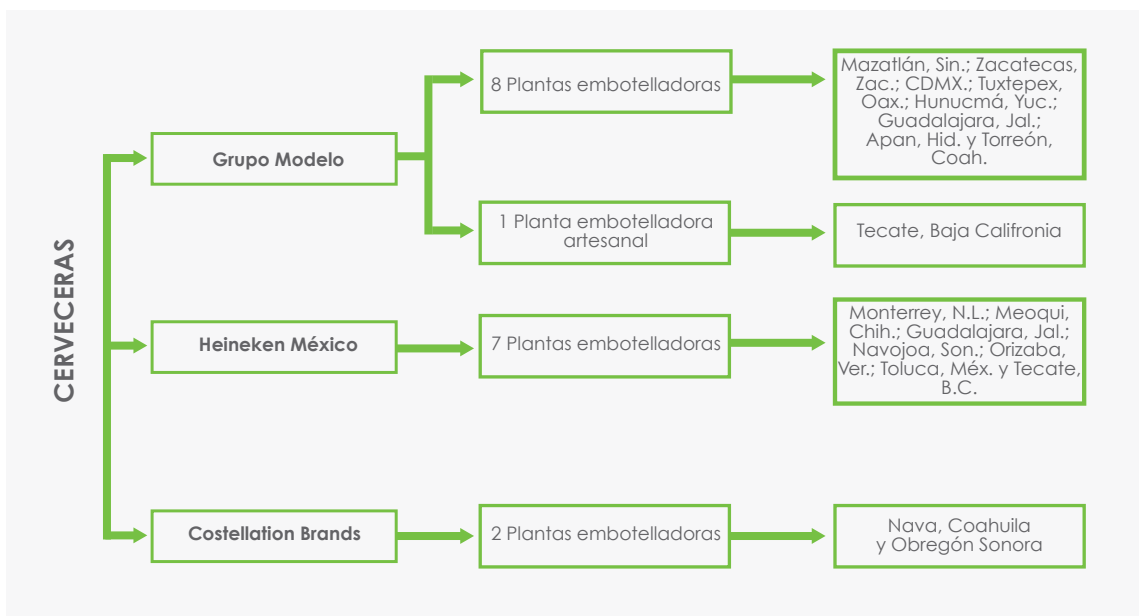 CERVECERAS
Grupo Modelo
8 Plantas embotelladoras
Mazatlán, Sin.; Zacatecas,
Zac.; CDMX.; Tuxtepex,
Oax.; Hunucmá, Yuc.;
Guadalajara, Jal.;
Apan, Hid. y Torreón,
Coah.
1 Planta embotelladora
artesanal
Tecate, Baja Califronia
Heineken México
7 Plantas embotelladoras
Monterrey, N.L.; Meoqui,
Chih.; Guadalajara, Jal.;
Navojoa, Son.; Orizaba,
Ver.; Toluca, Méx. y Tecate,
B.C.
Costellation Brands
2 Plantas embotelladoras
Nava, Coahuila
y Obregón Sonora